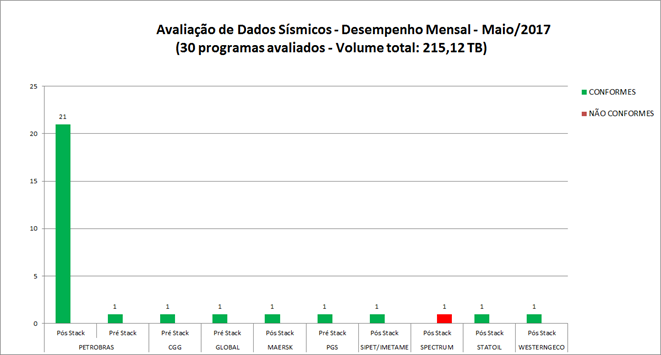 Avaliação de Dados Sísmicos - Desempenho Mensal - Maio/2017
(30 programas avaliados - Volume total: 215,12 TB)
25
20
15
10
5
0
21
1
1
1
1
1
1
1
1
1
CONFORMES
NÃO CONFORMES
Pós Stack Pré Stack Pré Stack Pré Stack Pós Stack Pré Stack Pós Stack Pós Stack Pós Stack Pós Stack
PETROBRAS CGG GLOBAL MAERSK PGS SIPET/IMETAME SPECTRUM STATOIL WESTERNGECO